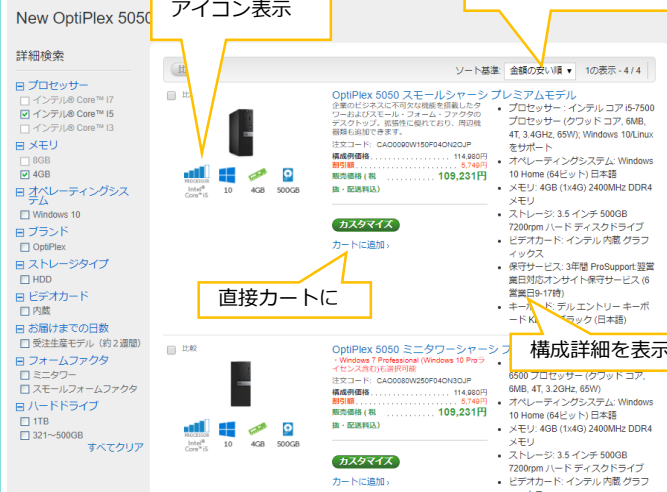 New OptiPlex 5050
アイコン表示
詳細検索
プロセッサー
インテル® Core™ i7
インテル® Core™ i5
インテル® Core™ i3
メモリ
8GB
4GB
オペレーティングシステム
Windows 10
ブランド
OptiPlex
ストレージタイプ
HDD
ビデオカード
内蔵
お届けまでの日数
受注生産モデル（約２週間）
フォームファクタ
ミニタワー
スモールフォームファクタ
ハードドライブ
1TB
321～500GB
すべてクリア
ソート基準: 金額の安い順 ▼ 1の表示 - 4 / 4
OptiPlex 5050 スモールシャーシ プレミアムモデル
企業のビジネスに不可欠な機能を搭載したタ
ワーおよびスモール・フォーム・ファクタの
デスクトップ。拡張性に優れており、周辺機
器類も追加できます。
注文コード: CAO0090W150F04ON2OJP
構成例価格 114,980円
割引額 5,749円
販売価格 ( 税 109,231円
抜・配送料込）
PROCESSOR
Intel® Core™ i5
10
4GB
500GB
カスタマイズ
カートに追加 ›
直接カートに
• プロセッサー : インテル コア i5-7500
プロセッサー (クワッド コア, 6MB,
4T, 3.4GHz, 65W); Windows 10/Linux
をサポート
• オペレーティングシステム: Windows
10 Home (64ビット) 日本語
• メモリ: 4GB (1x4G) 2400MHz DDR4
メモリ
• ストレージ: 3.5 インチ 500GB
7200rpm ハード ディスクドライブ
• ビデオカード: インテル 内蔵 グラフ
ィックス
• 保守サービス: 3年間 ProSupport:翌営
業日対応オンサイト保守サービス (6
営業日9-17時)
• キーボード: デル エントリー キーボ
ード
ブラック (日本語)
構成詳細を表示
比較
OptiPlex 5050 ミニタワーシャーシ
・Windows 7 Professional (Windows 10 Proラ
イセンス含む)も選択可能
注文コード: CAO0080W250F04ON3OJP
構成例価格 114,980円
割引額 5,749円
販売価格 ( 税 109,231円
抜・配送料込）
PROCESSOR
Intel® Core™ i5
10
4GB
500GB
カスタマイズ
カートに追加 ›
6500 プロセッサー (クワッド コア,
6MB, 4T, 3.2GHz, 65W)
• オペレーティングシステム: Windows
10 Home (64ビット) 日本語
• メモリ: 4GB (1x4G) 2400MHz DDR4
メモリ
• ストレージ: 3.5 インチ 500GB
7200rpm ハード ディスクドライブ
• ビデオカード: インテル 内蔵 グラフ